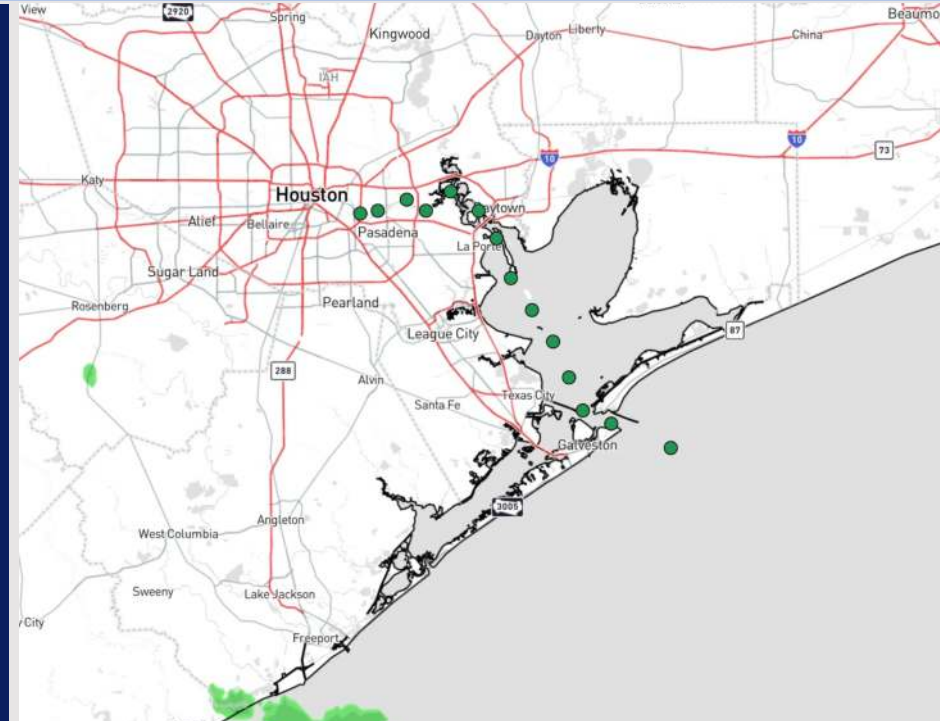 View
2920
Spring
Kingwood
Dayton
Liberty
China
Beaumo
IAH
10
10
73
Katy
Houston
aytown
Alief
Bellaire
Pasadena
La Porte
Sugar Land
Rosenberg
Pearland
League City
87
288
Alvin
Santa Fe
Texas City
Galveston
3005
Angleton
West Columbia
Sweeny
Lake Jackson
y City
Freeport